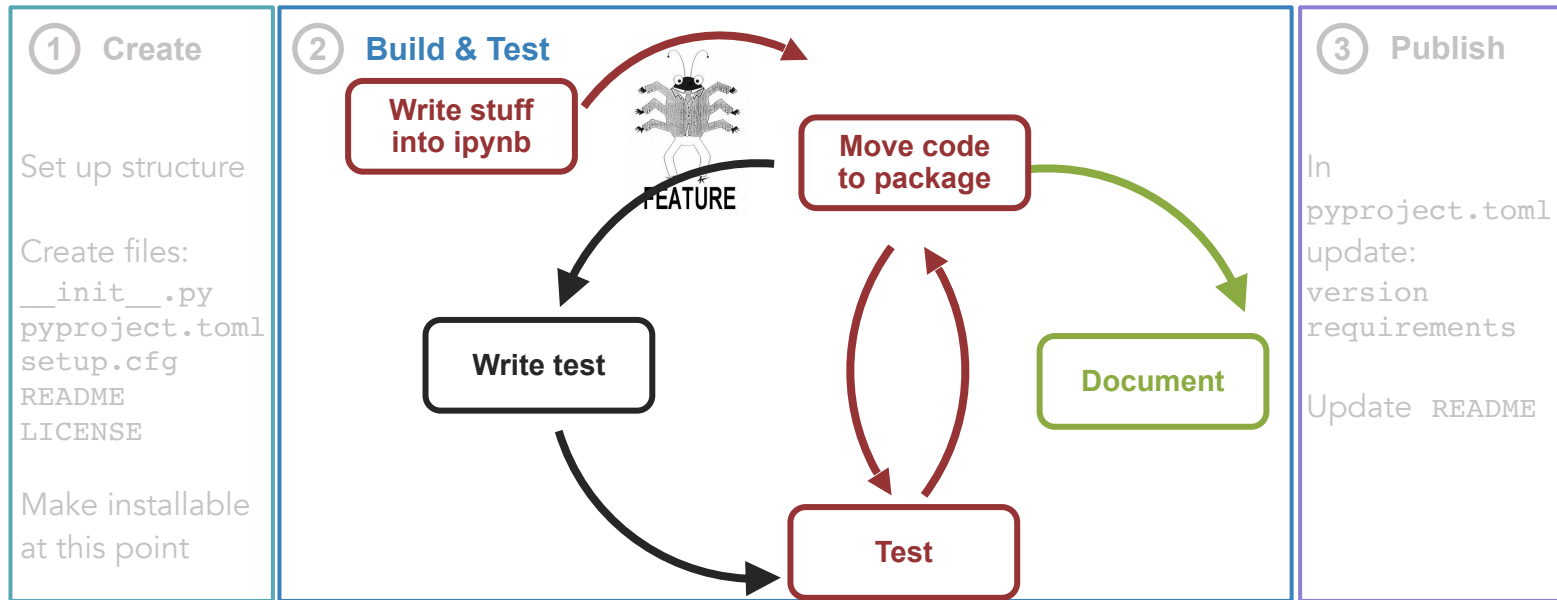 1 Create
Set up structure
Create files:
__init__.py
pyproject.toml
setup.cfg
README
LICENSE
Make installable
at this point
2 Build & Test
Write stuff
into ipynb
FEATURE
Move code
to package
Write test
Document
Test
3 Publish
In
pyproject.toml
update:
version
requirements
Update README